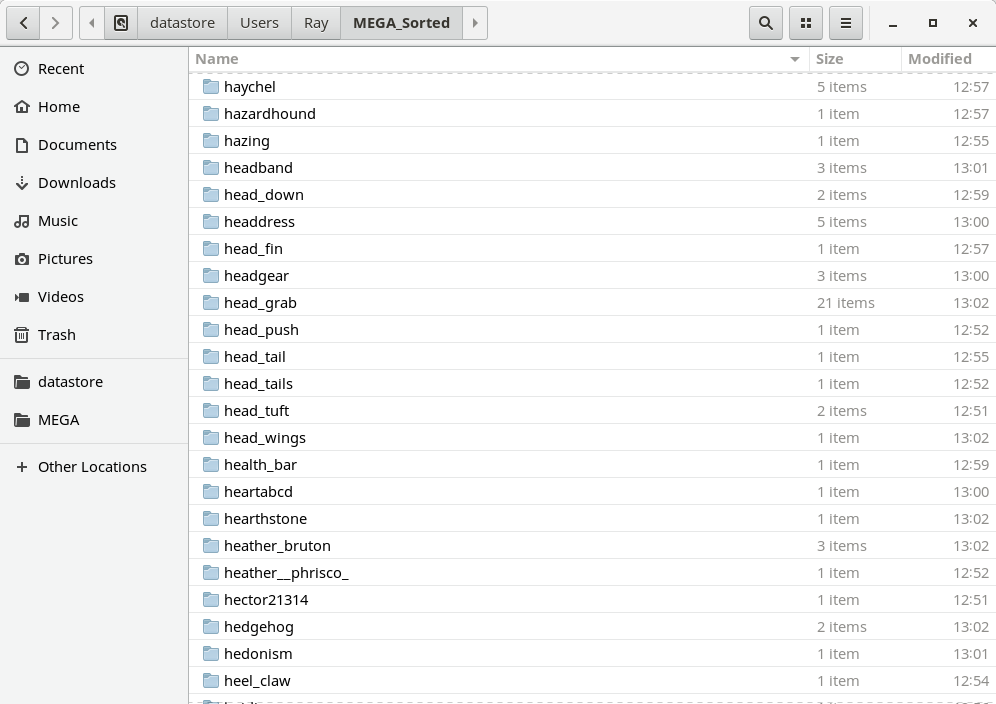 datastore Users Ray MEGA_Sorted
Name Size Modified
Recent
Home
Documents
Downloads
Music
Pictures
Videos
Trash
datastore
MEGA
Other Locations
haychel 5 items 12:57
hazardhound 1 item 12:57
hazing 1 item 12:55
headband 3 items 13:01
head_down 2 items 12:59
headdress 5 items 13:00
head_fin 1 item 12:57
headgear 3 items 13:00
head_grab 21 items 13:02
head_push 1 item 12:52
head_tail 1 item 12:55
head_tails 1 item 12:52
head_tuft 2 items 12:51
head_wings 1 item 13:02
health_bar 1 item 12:59
heartabcd 1 item 13:00
hearthstone 1 item 13:02
heather_bruton 3 items 13:02
heather__phrisco_ 1 item 12:52
hector21314 1 item 12:51
hedgehog 2 items 13:02
hedonism 1 item 13:01
heel_claw 1 item 12:54